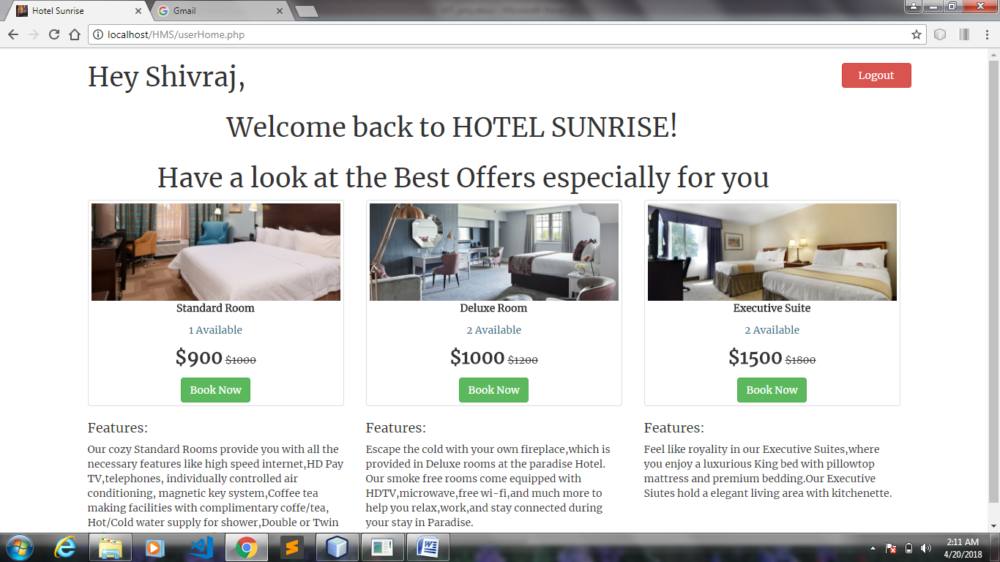 Hotel Sunrise
Gmail
localhost/HMS/userHome.php
Hey Shivraj,
Logout
Welcome back to HOTEL SUNRISE!
Have a look at the Best Offers especially for you
Standard Room
1 Available
$900 $1000
Book Now
Deluxe Room
2 Available
$1000 $1200
Book Now
Executive Suite
2 Available
$1500 $1800
Book Now
Features:
Our cozy Standard Rooms provide you with all the
necessary features like high speed internet,HD Pay
TV,telephones, individually controlled air
conditioning, magnetic key system,Coffee tea
making facilities with complimentary coffe/tea,
Hot/Cold water supply for shower,Double or Twin
Features:
Escape the cold with your own fireplace,which is
provided in Deluxe rooms at the paradise Hotel.
Our smoke free rooms come equipped with
HDTV,microwave,free wi-fi,and much more to
help you relax,work,and stay connected during
your stay in Paradise.
Features:
Feel like royality in our Executive Suites,where
you enjoy a luxurious King bed with pillowtop
mattress and premium bedding.Our Executive
Siutes hold a elegant living area with kitchenette.
2:11 AM
4/20/2018